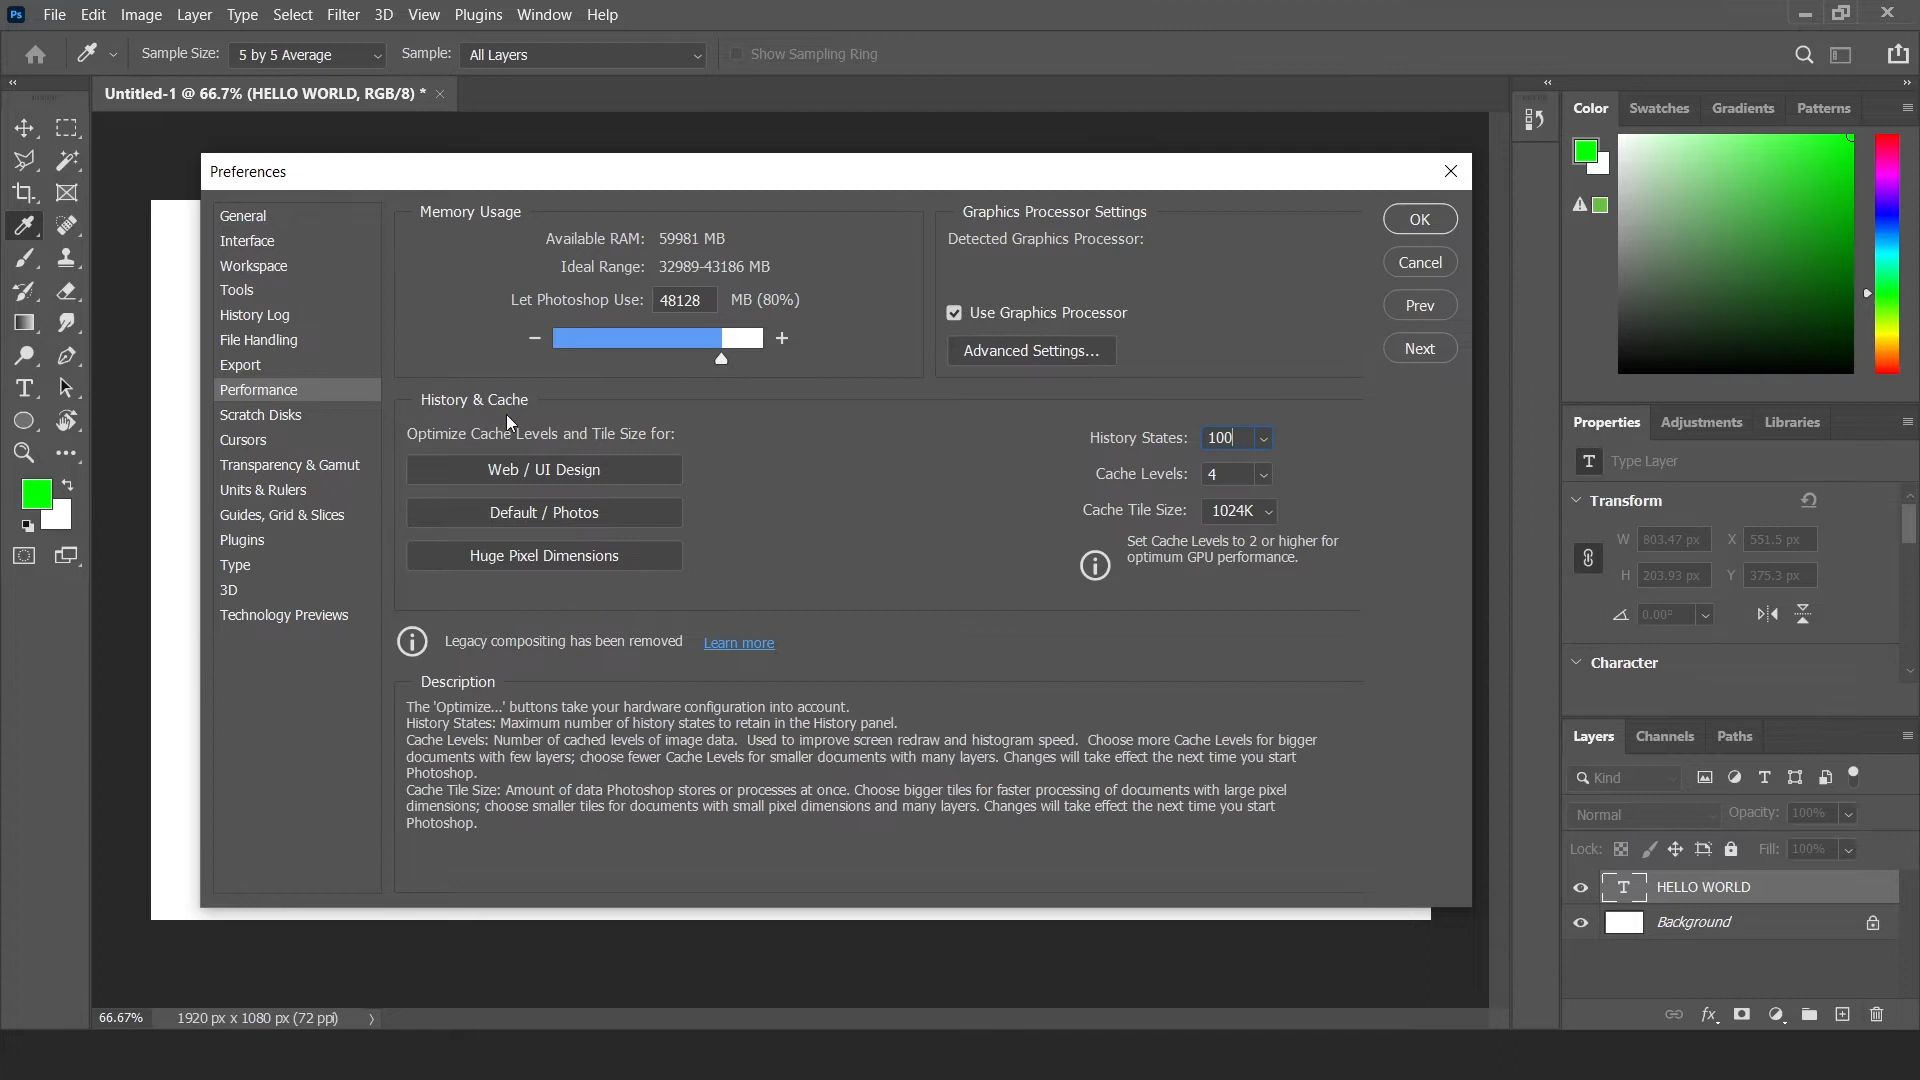 Ps File Edit Image Layer Type Select Filter 3D View Plugins Window Help
Sample Size: 5 by 5 Average Sample: All Layers Show Sampling Ring
Untitled-1 @ 66.7% (HELLO WORLD, RGB/8) *
Preferences
General
Interface
Workspace
Tools
History Log
File Handling
Export
Performance
Scratch Disks
Cursors
Transparency & Gamut
Units & Rulers
Guides, Grid & Slices
Plugins
Type
3D
Technology Previews
Memory Usage
Available RAM: 59981 MB
Ideal Range: 32989-43186 MB
Let Photoshop Use: 48128 MB (80%)
Graphics Processor Settings
Detected Graphics Processor:
Use Graphics Processor
Advanced Settings...
OK
Cancel
Prev
Next
History & Cache
Optimize Cache Levels and Tile Size for:
Web / UI Design
Default / Photos
Huge Pixel Dimensions
History States: 100
Cache Levels: 4
Cache Tile Size: 1024K
Set Cache Levels to 2 or higher for
optimum GPU performance.
Legacy compositing has been removed Learn more
Description
The 'Optimize...' buttons take your hardware configuration into account.
History States: Maximum number of history states to retain in the History panel.
Cache Levels: Number of cached levels of image data. Used to improve screen redraw and histogram speed. Choose more Cache Levels for bigger
documents with few layers; choose fewer Cache Levels for smaller documents with many layers. Changes will take effect the next time you start
Photoshop.
Cache Tile Size: Amount of data Photoshop stores or processes at once. Choose bigger tiles for faster processing of documents with large pixel
dimensions; choose smaller tiles for documents with small pixel dimensions and many layers. Changes will take effect the next time you start
Photoshop.
Color Swatches Gradients Patterns
Properties Adjustments Libraries
T Type Layer
Transform
W 803.47 px X 551.5 px
H 203.93 px Y 375.3 px
0.00°
Character
Layers Channels Paths
Kind
Normal Opacity: 100%
Lock: Fill: 100%
T HELLO WORLD
Background
fx
66.67% 1920 px x 1080 px (72 ppi)